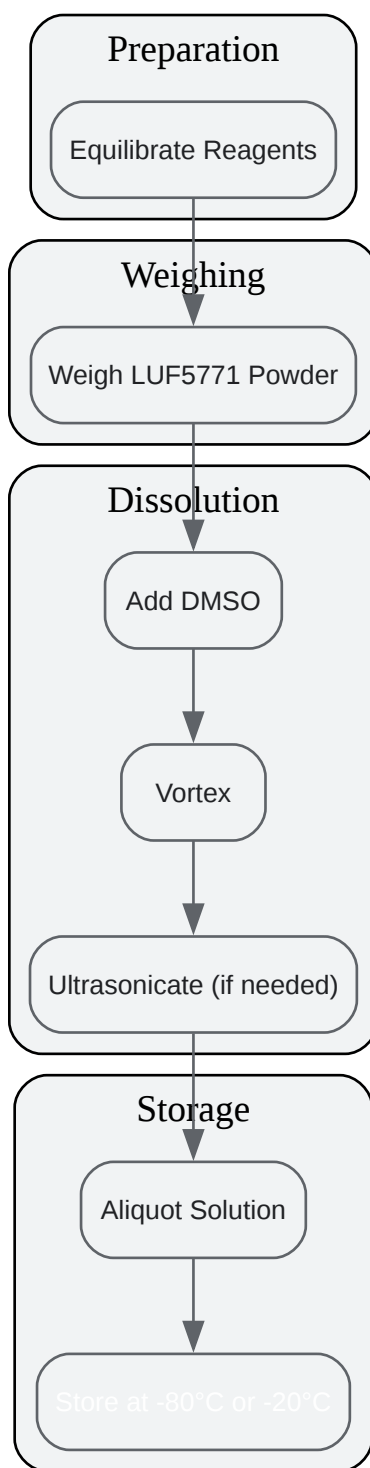 Preparation
Equilibrate Reagents
Weighing
Weigh LUF5771 Powder
Dissolution
Add DMSO
Vortex
Ultrasonicate (if needed)
Storage
Aliquot Solution
Store at -80°C or -20°C